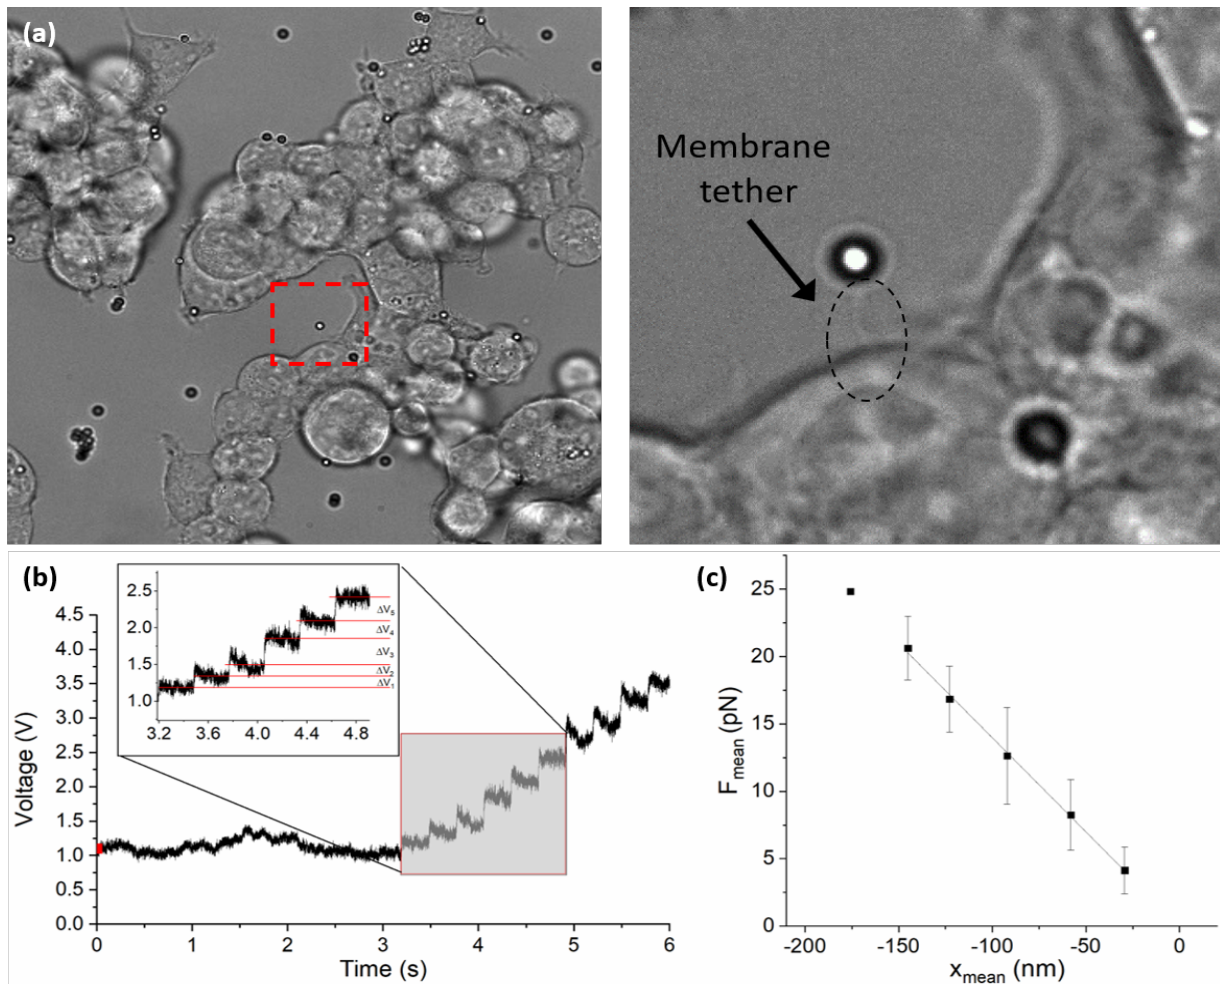 (a)
Membrane
tether
(b)
4.5
4.0
3.5
3.0
2.5
2.0
1.5
1.0
0.5
0.0
Voltage (V)
0 1 2 3 4 5 6
Time (s)
2.5
2.0
1.5
1.0
3.2 3.6 4.0 4.4 4.8
ΔV5
ΔV4
ΔV3
ΔV2
ΔV1
(c)
25
20
15
10
5
0
Fmean (pN)
-200 -150 -100 -50 0
xmean (nm)